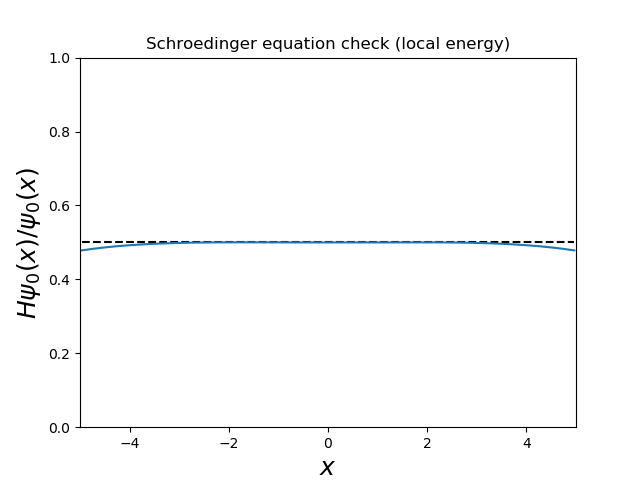 Schroedinger equation check (local energy)
1.0
0.8
0.6
0.4
0.2
0.0
Hψ₀(x)/ψ₀(x)
−4 −2 0 2 4
x